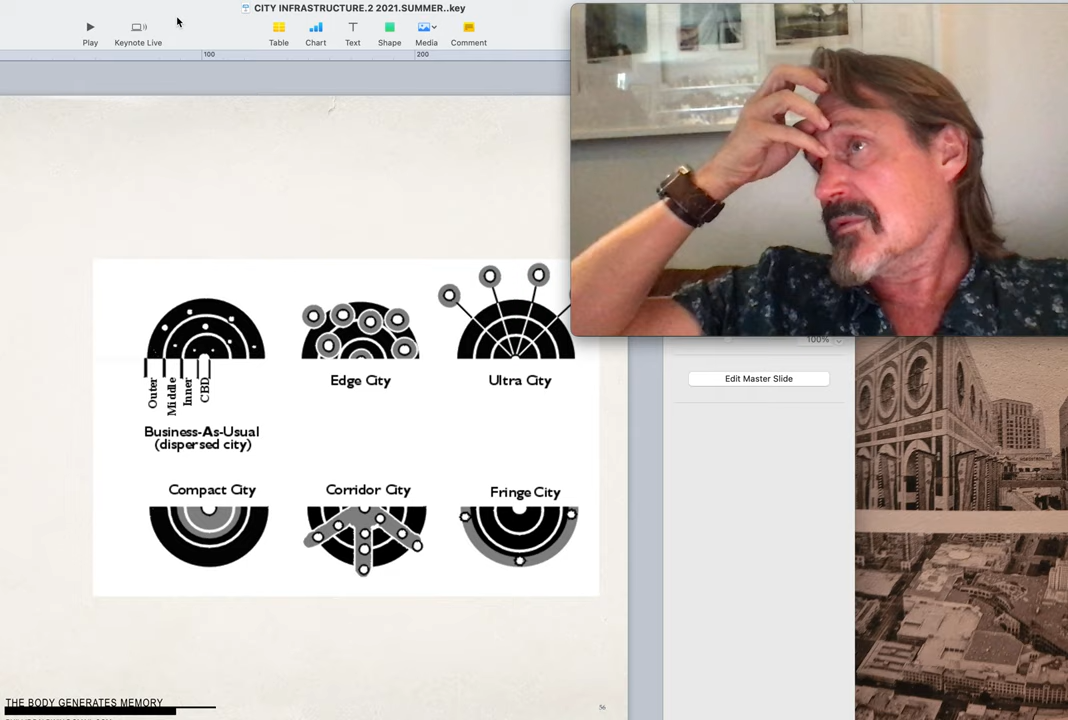 CITY INFRASTRUCTURE.2 2021.SUMMER..key
Play
Keynote Live
Table
Chart
Text
Shape
Media
Comment
100
200
100%
Edit Master Slide
Outer
Middle
Inner
CBD
Business-As-Usual
(dispersed city)
Edge City
Ultra City
Compact City
Corridor City
Fringe City
THE BODY GENERATES MEMORY
56